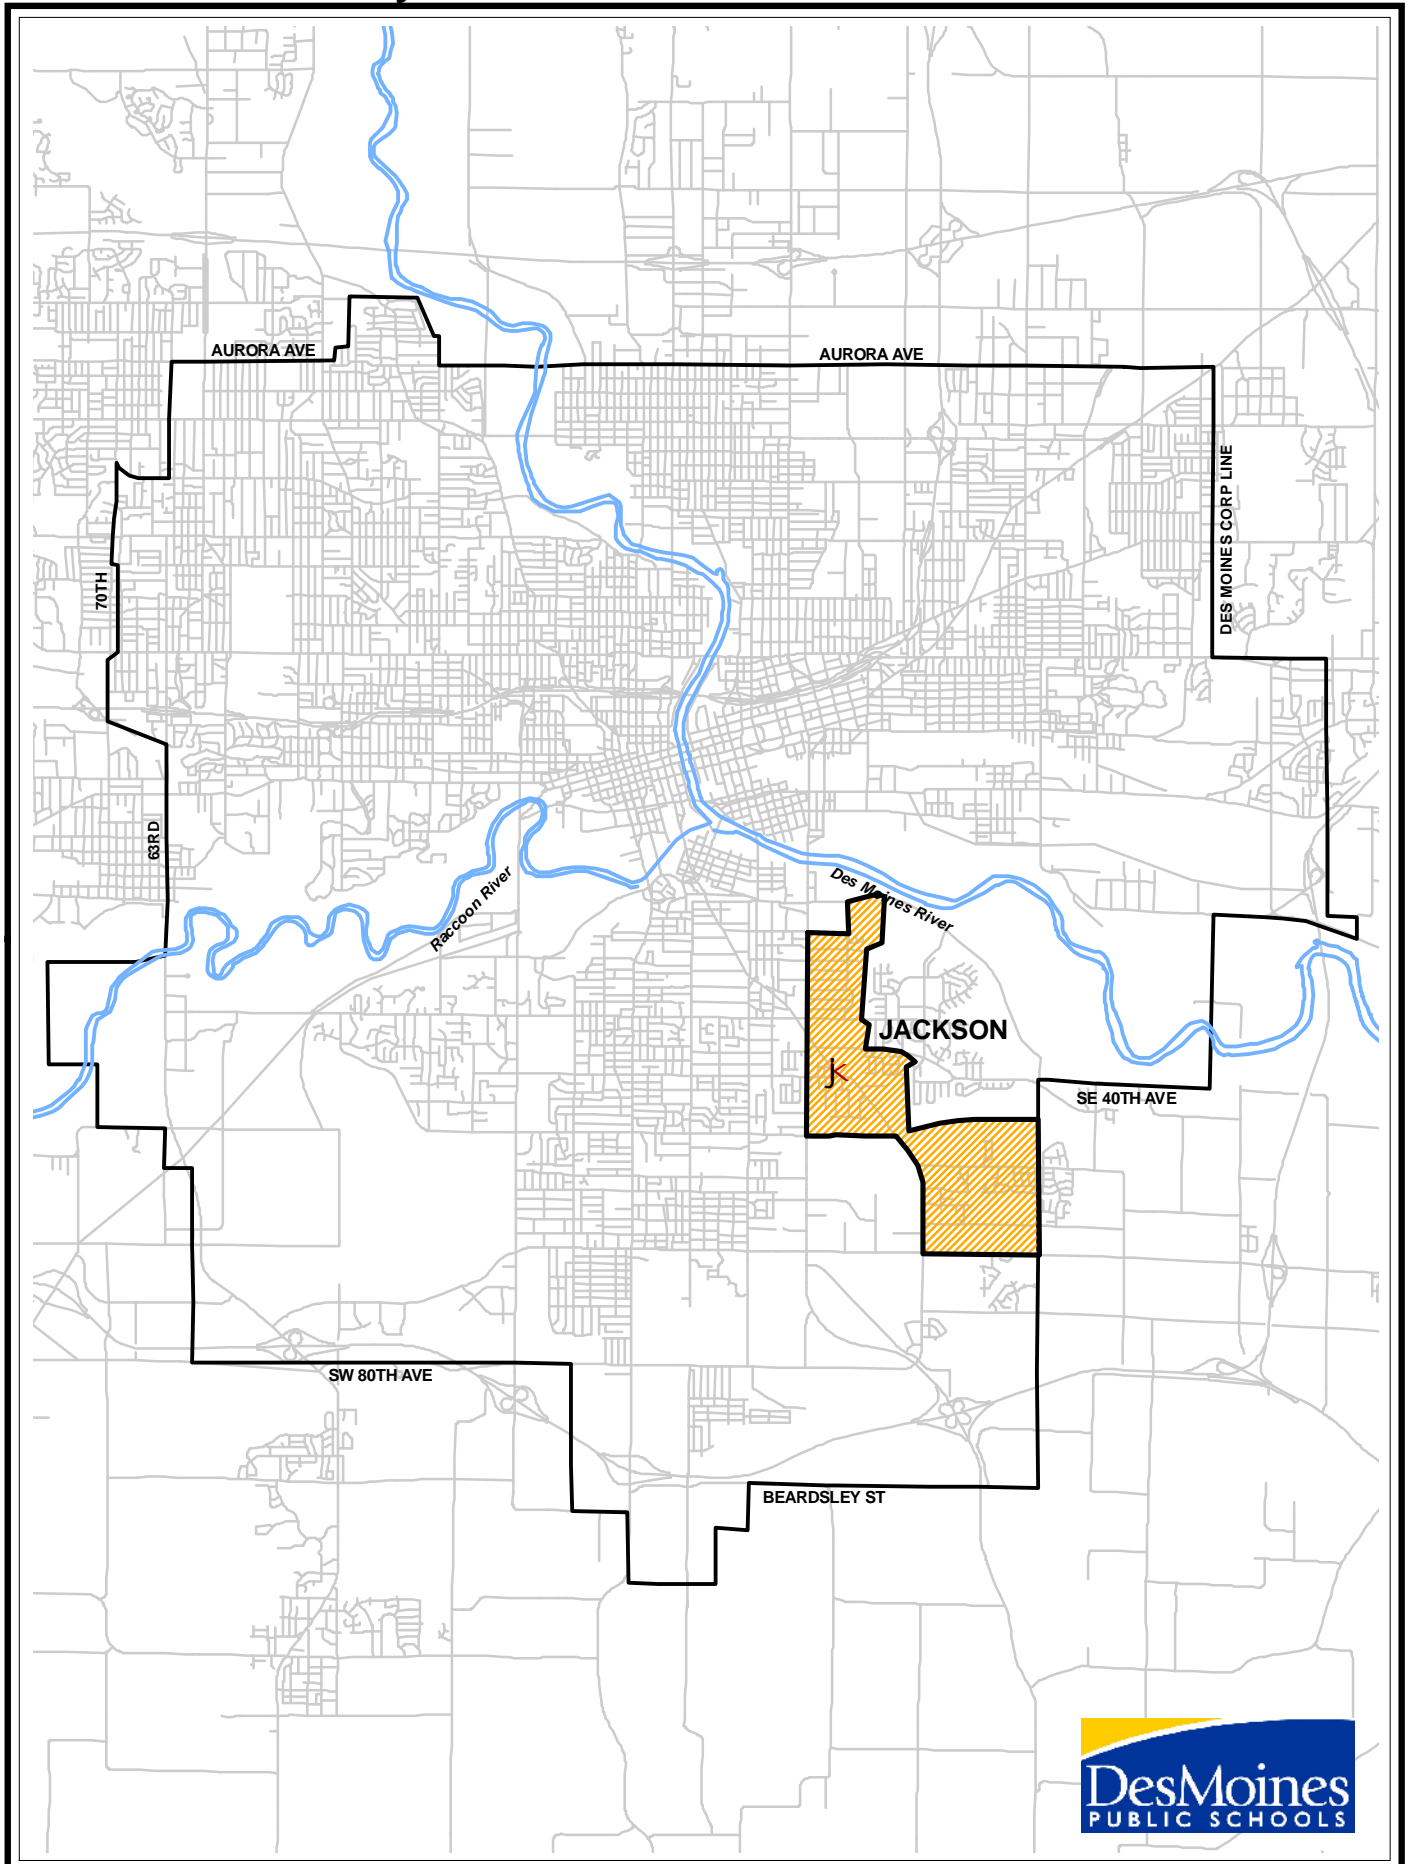 AURORA AVE
AURORA AVE
DES MOINES CORP LINE
70TH
63RD
Raccoon River
Des Moines River
JACKSON
Jk
SE 40TH AVE
SW 80TH AVE
BEARDSLEY ST
DesMoines
PUBLIC SCHOOLS